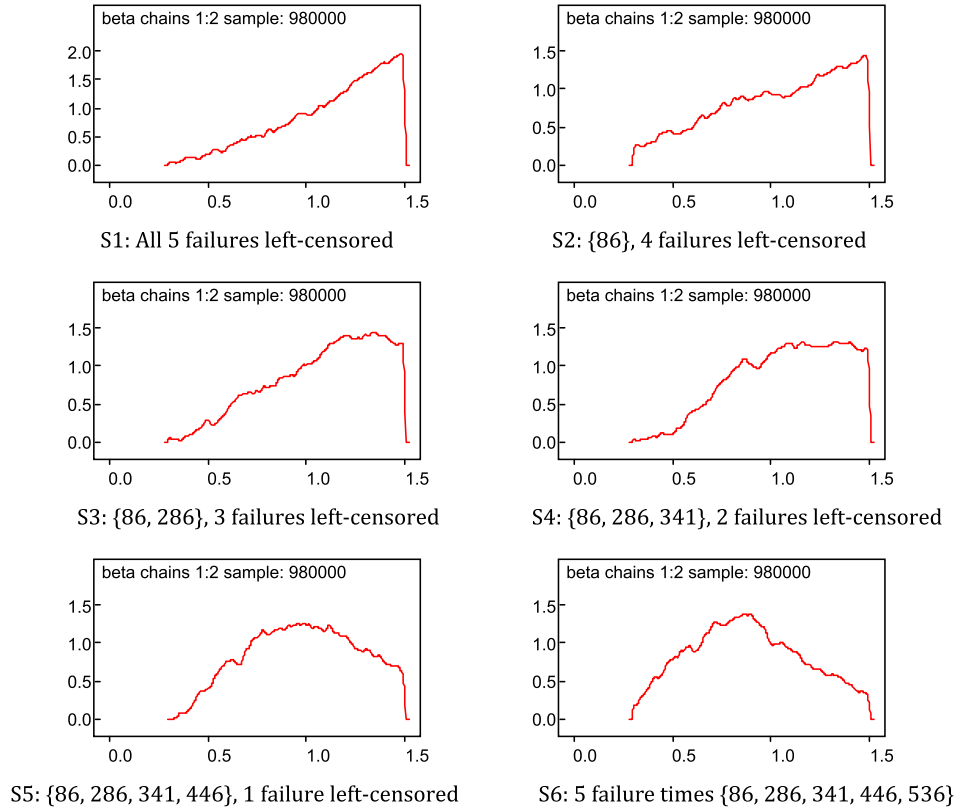 beta chains 1:2 sample: 980000
2.0
1.5
1.0
0.5
0.0
0.0 0.5 1.0 1.5
S1: All 5 failures left-censored
beta chains 1:2 sample: 980000
1.5
1.0
0.5
0.0
0.0 0.5 1.0 1.5
S2: {86}, 4 failures left-censored
beta chains 1:2 sample: 980000
1.5
1.0
0.5
0.0
0.0 0.5 1.0 1.5
S3: {86, 286}, 3 failures left-censored
beta chains 1:2 sample: 980000
1.5
1.0
0.5
0.0
0.0 0.5 1.0 1.5
S4: {86, 286, 341}, 2 failures left-censored
beta chains 1:2 sample: 980000
1.5
1.0
0.5
0.0
0.0 0.5 1.0 1.5
S5: {86, 286, 341, 446}, 1 failure left-censored
beta chains 1:2 sample: 980000
1.5
1.0
0.5
0.0
0.0 0.5 1.0 1.5
S6: 5 failure times {86, 286, 341, 446, 536}